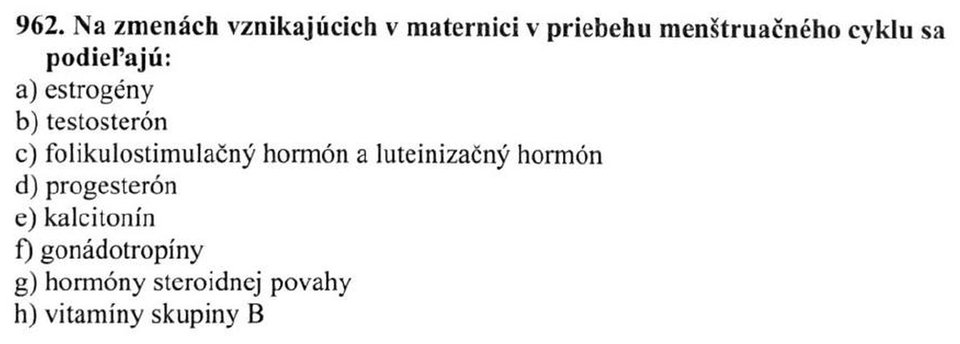 962. Na zmenách vznikajúcich v maternici v priebehu menštruačného cyklu sa
podieľajú:
a) estrogény
b) testosterón
c) folikulostimulačný hormón a luteinizačný hormón
d) progesterón
e) kalcitonín
f) gonádotropíny
g) hormóny steroidnej povahy
h) vitamíny skupiny B